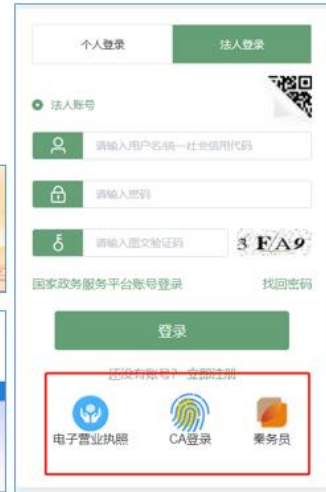 个人登录
法人登录
法人账号
请输入用户名/统一社会信用代码
请输入密码
请输入图文验证码
3 FA9
国家政务服务平台账号登录
找回密码
登录
还没有账号? 立即注册
电子营业执照
CA登录
秦务员